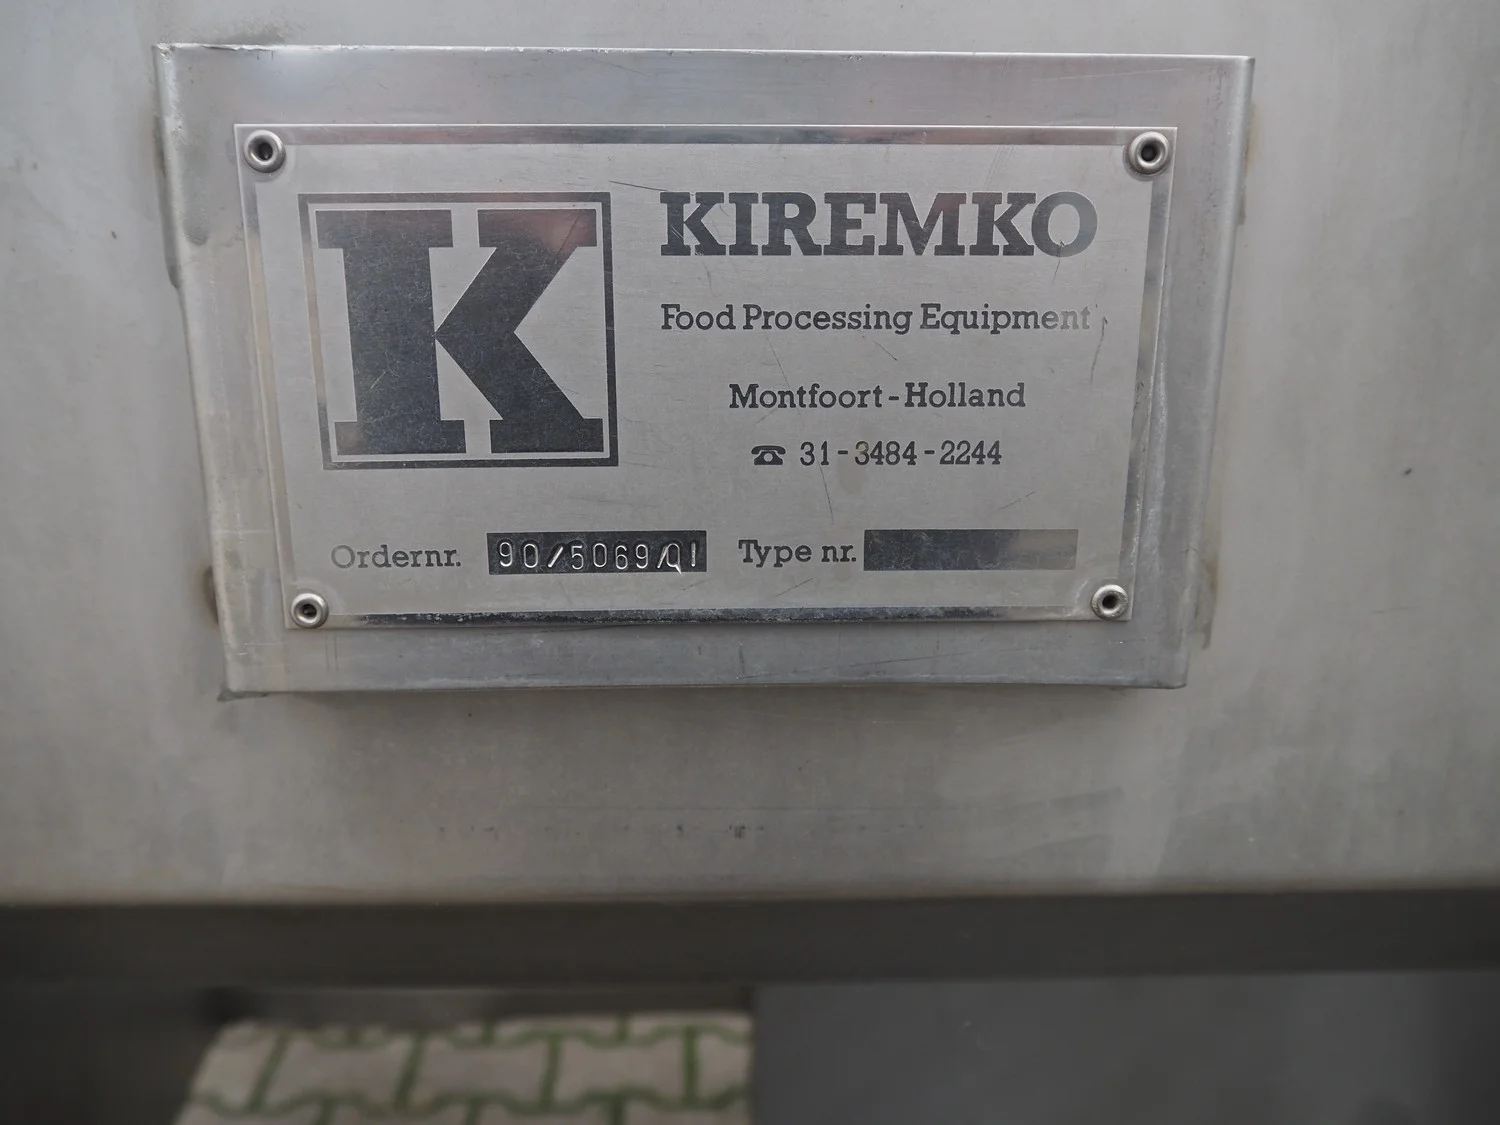 K
KIREMKO
Food Processing Equipment
Montfoort-Holland
☎ 31-3484-2244
Ordernr. 90/5069/01 Type nr.